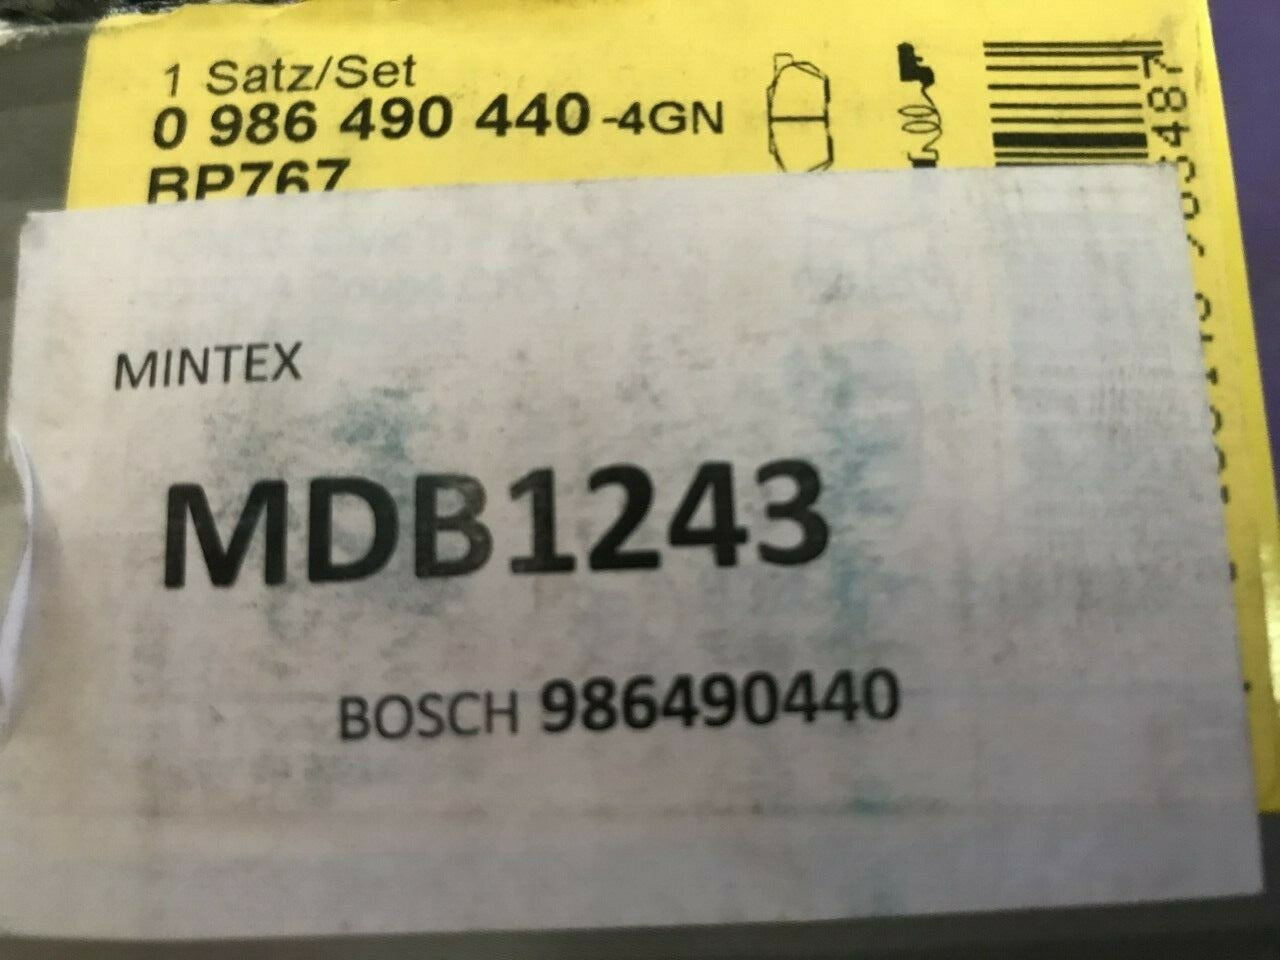 1 Satz/Set
0 986 490 440-4GN
BP767
MINTEX
MDB1243
BOSCH 986490440